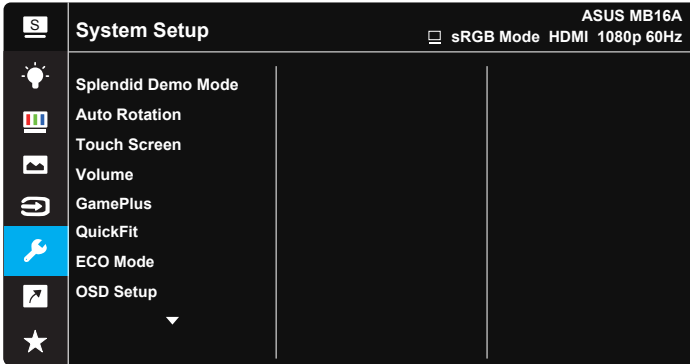 S
System Setup
ASUS MB16A
sRGB Mode HDMI 1080p 60Hz
Splendid Demo Mode
Auto Rotation
Touch Screen
Volume
GamePlus
QuickFit
ECO Mode
OSD Setup